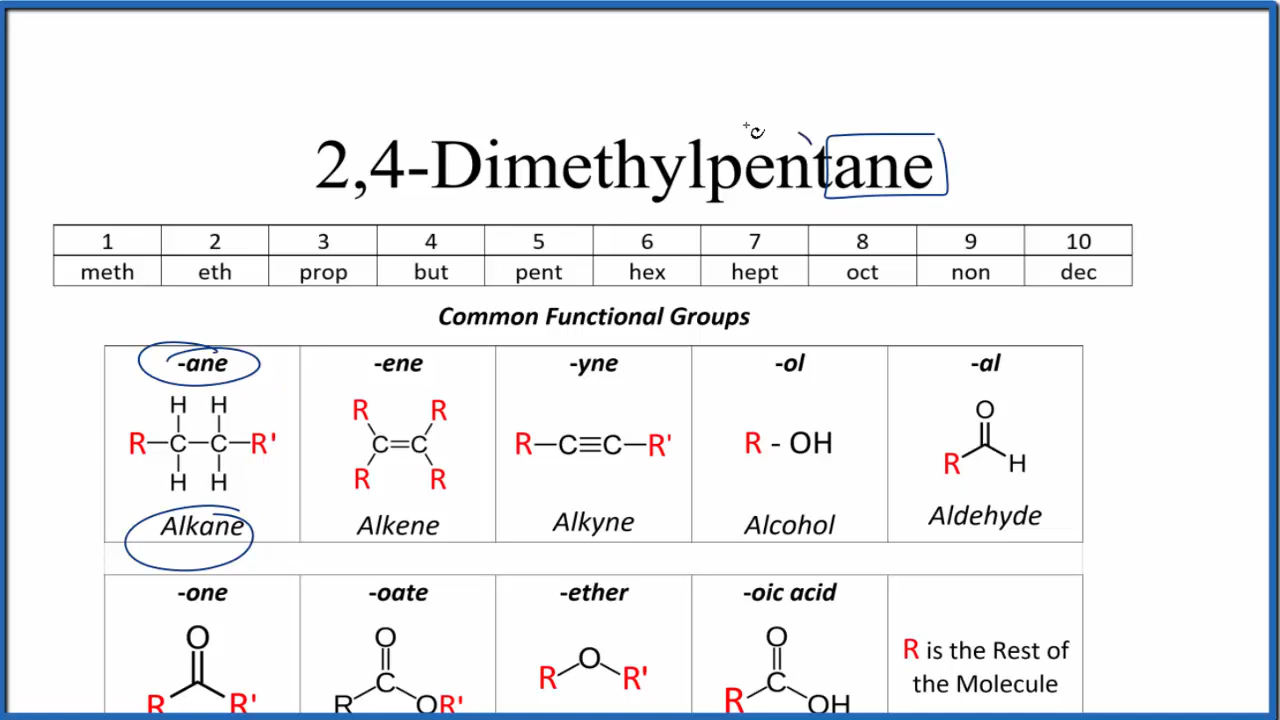 2,4-Dimethylpentane
1 2 3 4 5 6 7 8 9 10
meth eth prop but pent hex hept oct non dec
Common Functional Groups
-ane -ene -yne -ol -al
H H R R O
R—C—C—R' C=C R—C≡C—R' R - OH R H
H H R R
Alkane Alkene Alkyne Alcohol Aldehyde
-one -oate -ether -oic acid
O O O O R is the Rest of
R R' R C OR' R R' R C OH the Molecule